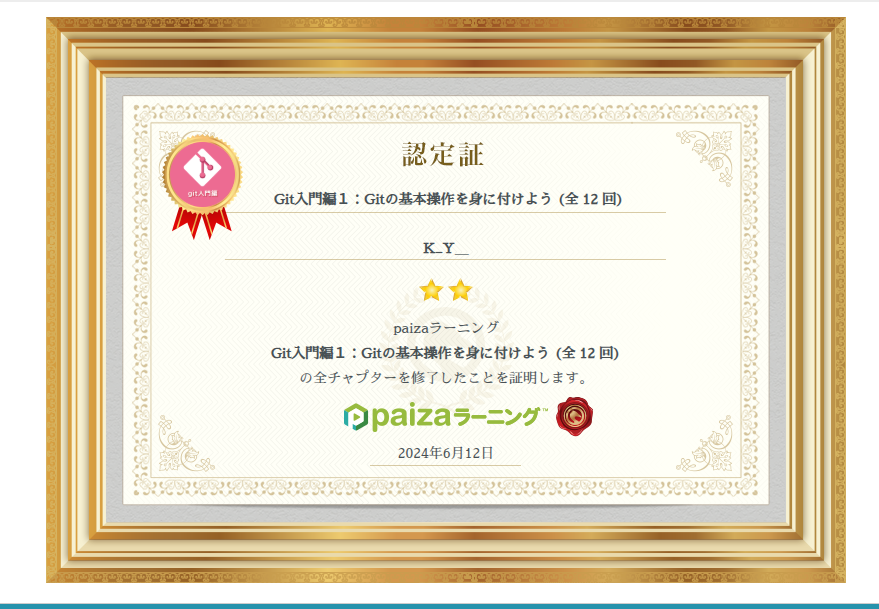 認定証
git入門編
Git入門編１：Gitの基本操作を身に付けよう (全 12 回)
K_Y__
paizaラーニング
Git入門編１：Gitの基本操作を身に付けよう (全 12 回)
の全チャプターを修了したことを証明します。
paizaラーニング™
2024年6月12日